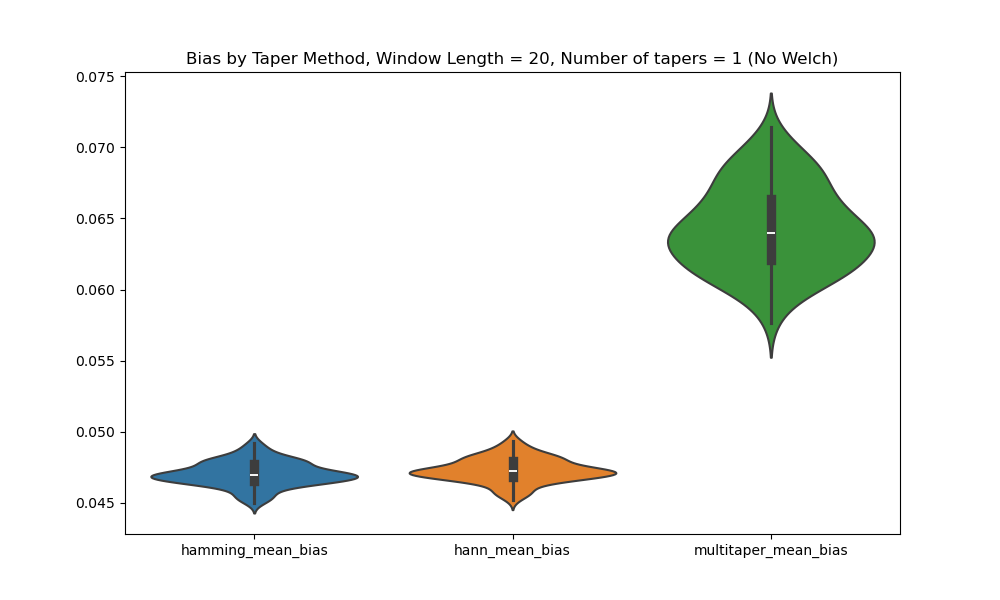 Bias by Taper Method, Window Length = 20, Number of tapers = 1 (No Welch)
0.075
0.070
0.065
0.060
0.055
0.050
0.045
hamming_mean_bias
hann_mean_bias
multitaper_mean_bias